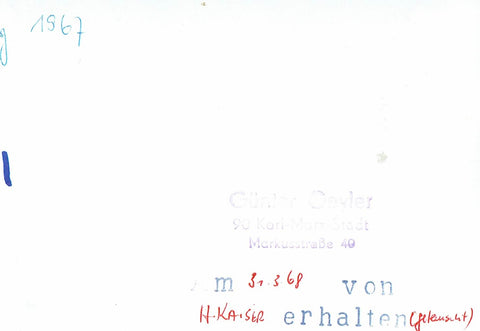 1967
Günter Geyler
90 Karl-Marx-Stadt
Markusstraße 40
Am 31.3.68 von
H. KAISER erhalten (getauscht)